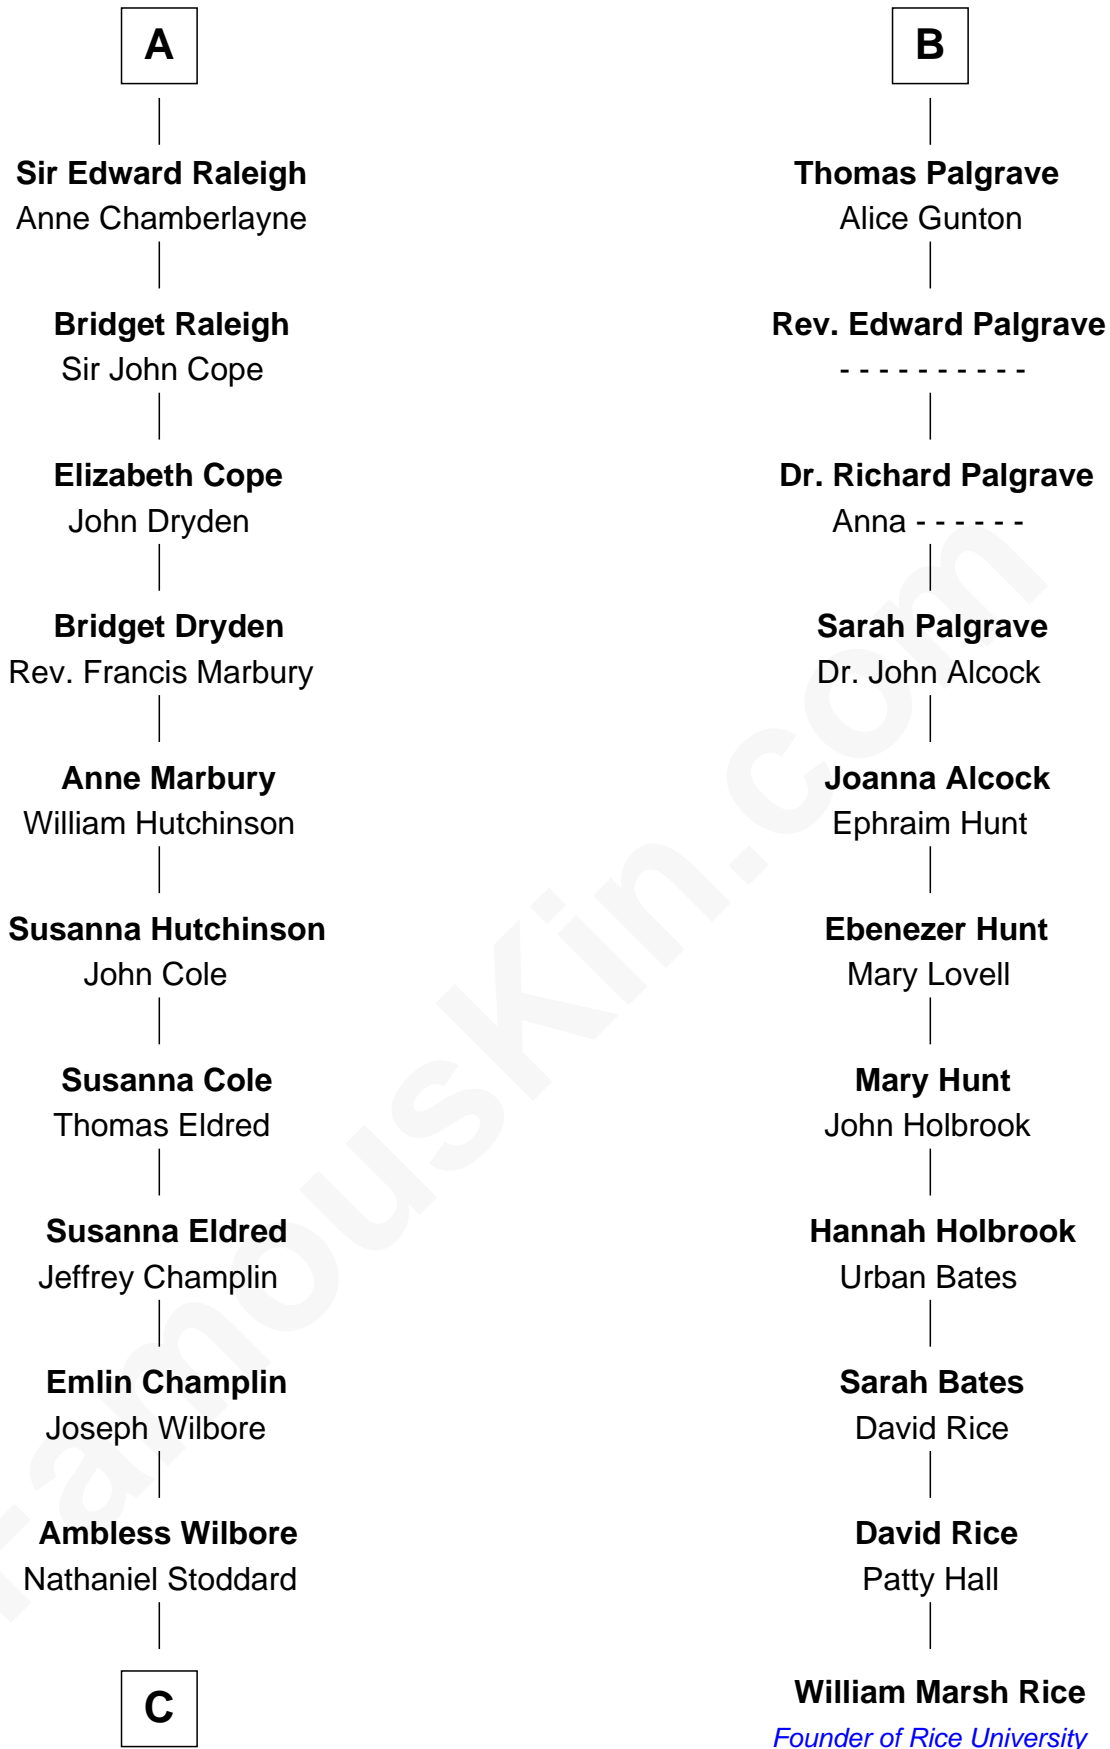 A
Sir Edward Raleigh
Anne Chamberlayne
Bridget Raleigh
Sir John Cope
Elizabeth Cope
John Dryden
Bridget Dryden
Rev. Francis Marbury
Anne Marbury
William Hutchinson
Susanna Hutchinson
John Cole
Susanna Cole
Thomas Eldred
Susanna Eldred
Jeffrey Champlin
Emlin Champlin
Joseph Wilbore
Ambless Wilbore
Nathaniel Stoddard
C
B
Thomas Palgrave
Alice Gunton
Rev. Edward Palgrave
- - - - - - - - - -
Dr. Richard Palgrave
Anna - - - - - -
Sarah Palgrave
Dr. John Alcock
Joanna Alcock
Ephraim Hunt
Ebenezer Hunt
Mary Lovell
Mary Hunt
John Holbrook
Hannah Holbrook
Urban Bates
Sarah Bates
David Rice
David Rice
Patty Hall
William Marsh Rice
Founder of Rice University
FamousKin.com